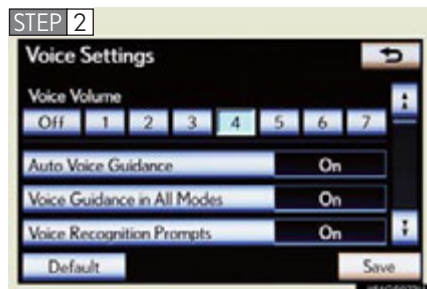 STEP 2
Voice Settings
Voice Volume
Off 1 2 3 4 5 6 7
Auto Voice Guidance On
Voice Guidance in All Modes On
Voice Recognition Prompts On
Default Save